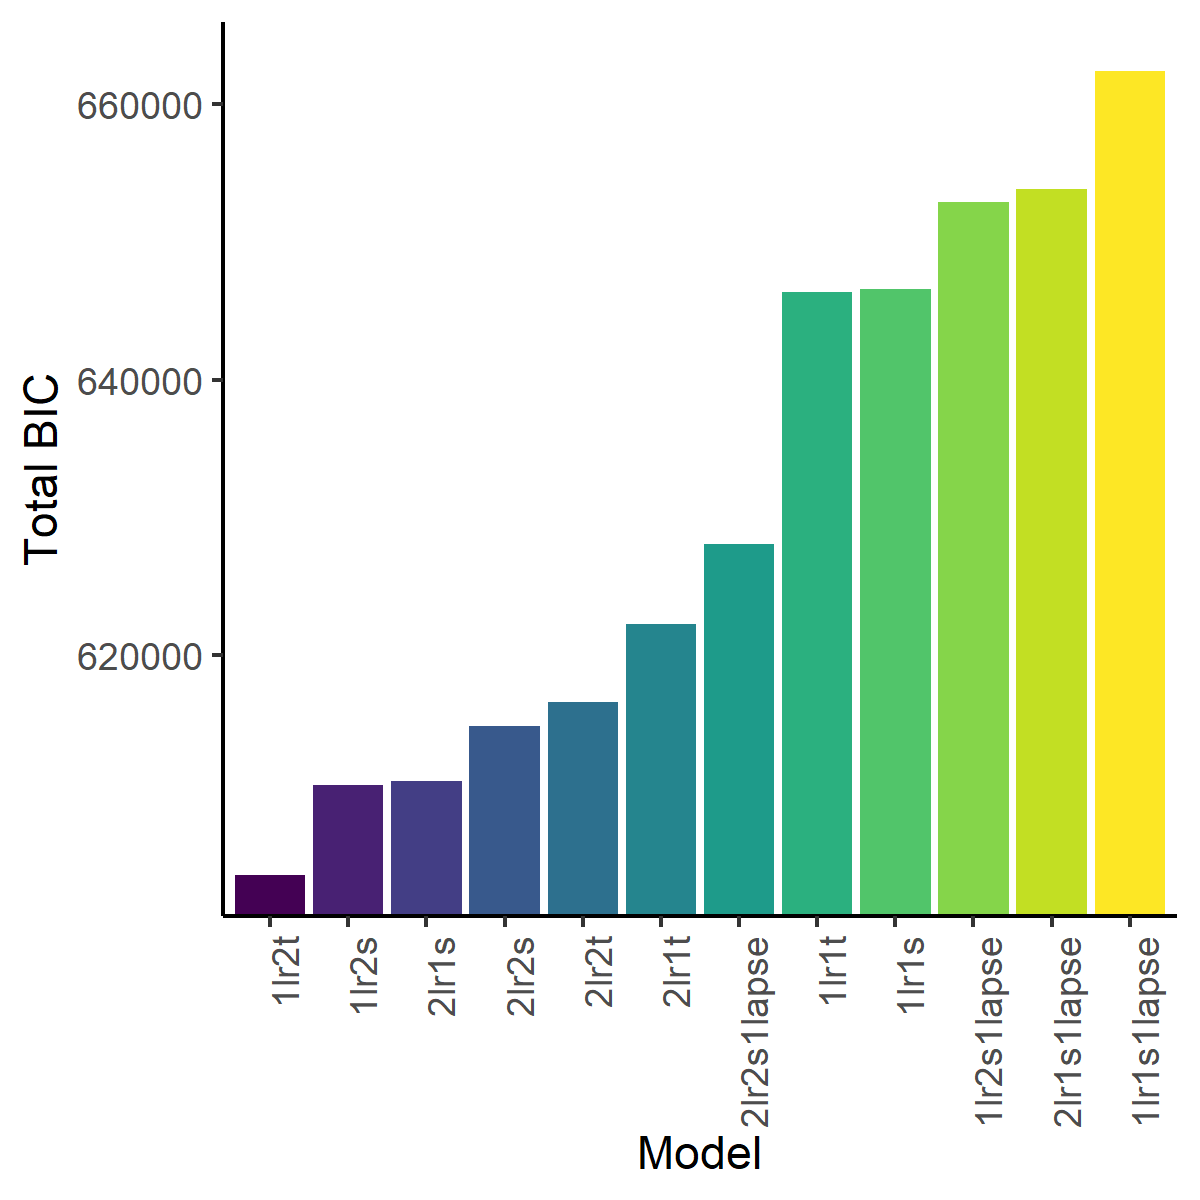 Total BIC
660000
640000
620000
1lr2t
1lr2s
2lr1s
2lr2s
2lr2t
2lr1t
2lr2s1lapse
1lr1t
1lr1s
1lr2s1lapse
2lr1s1lapse
1lr1s1lapse
Model